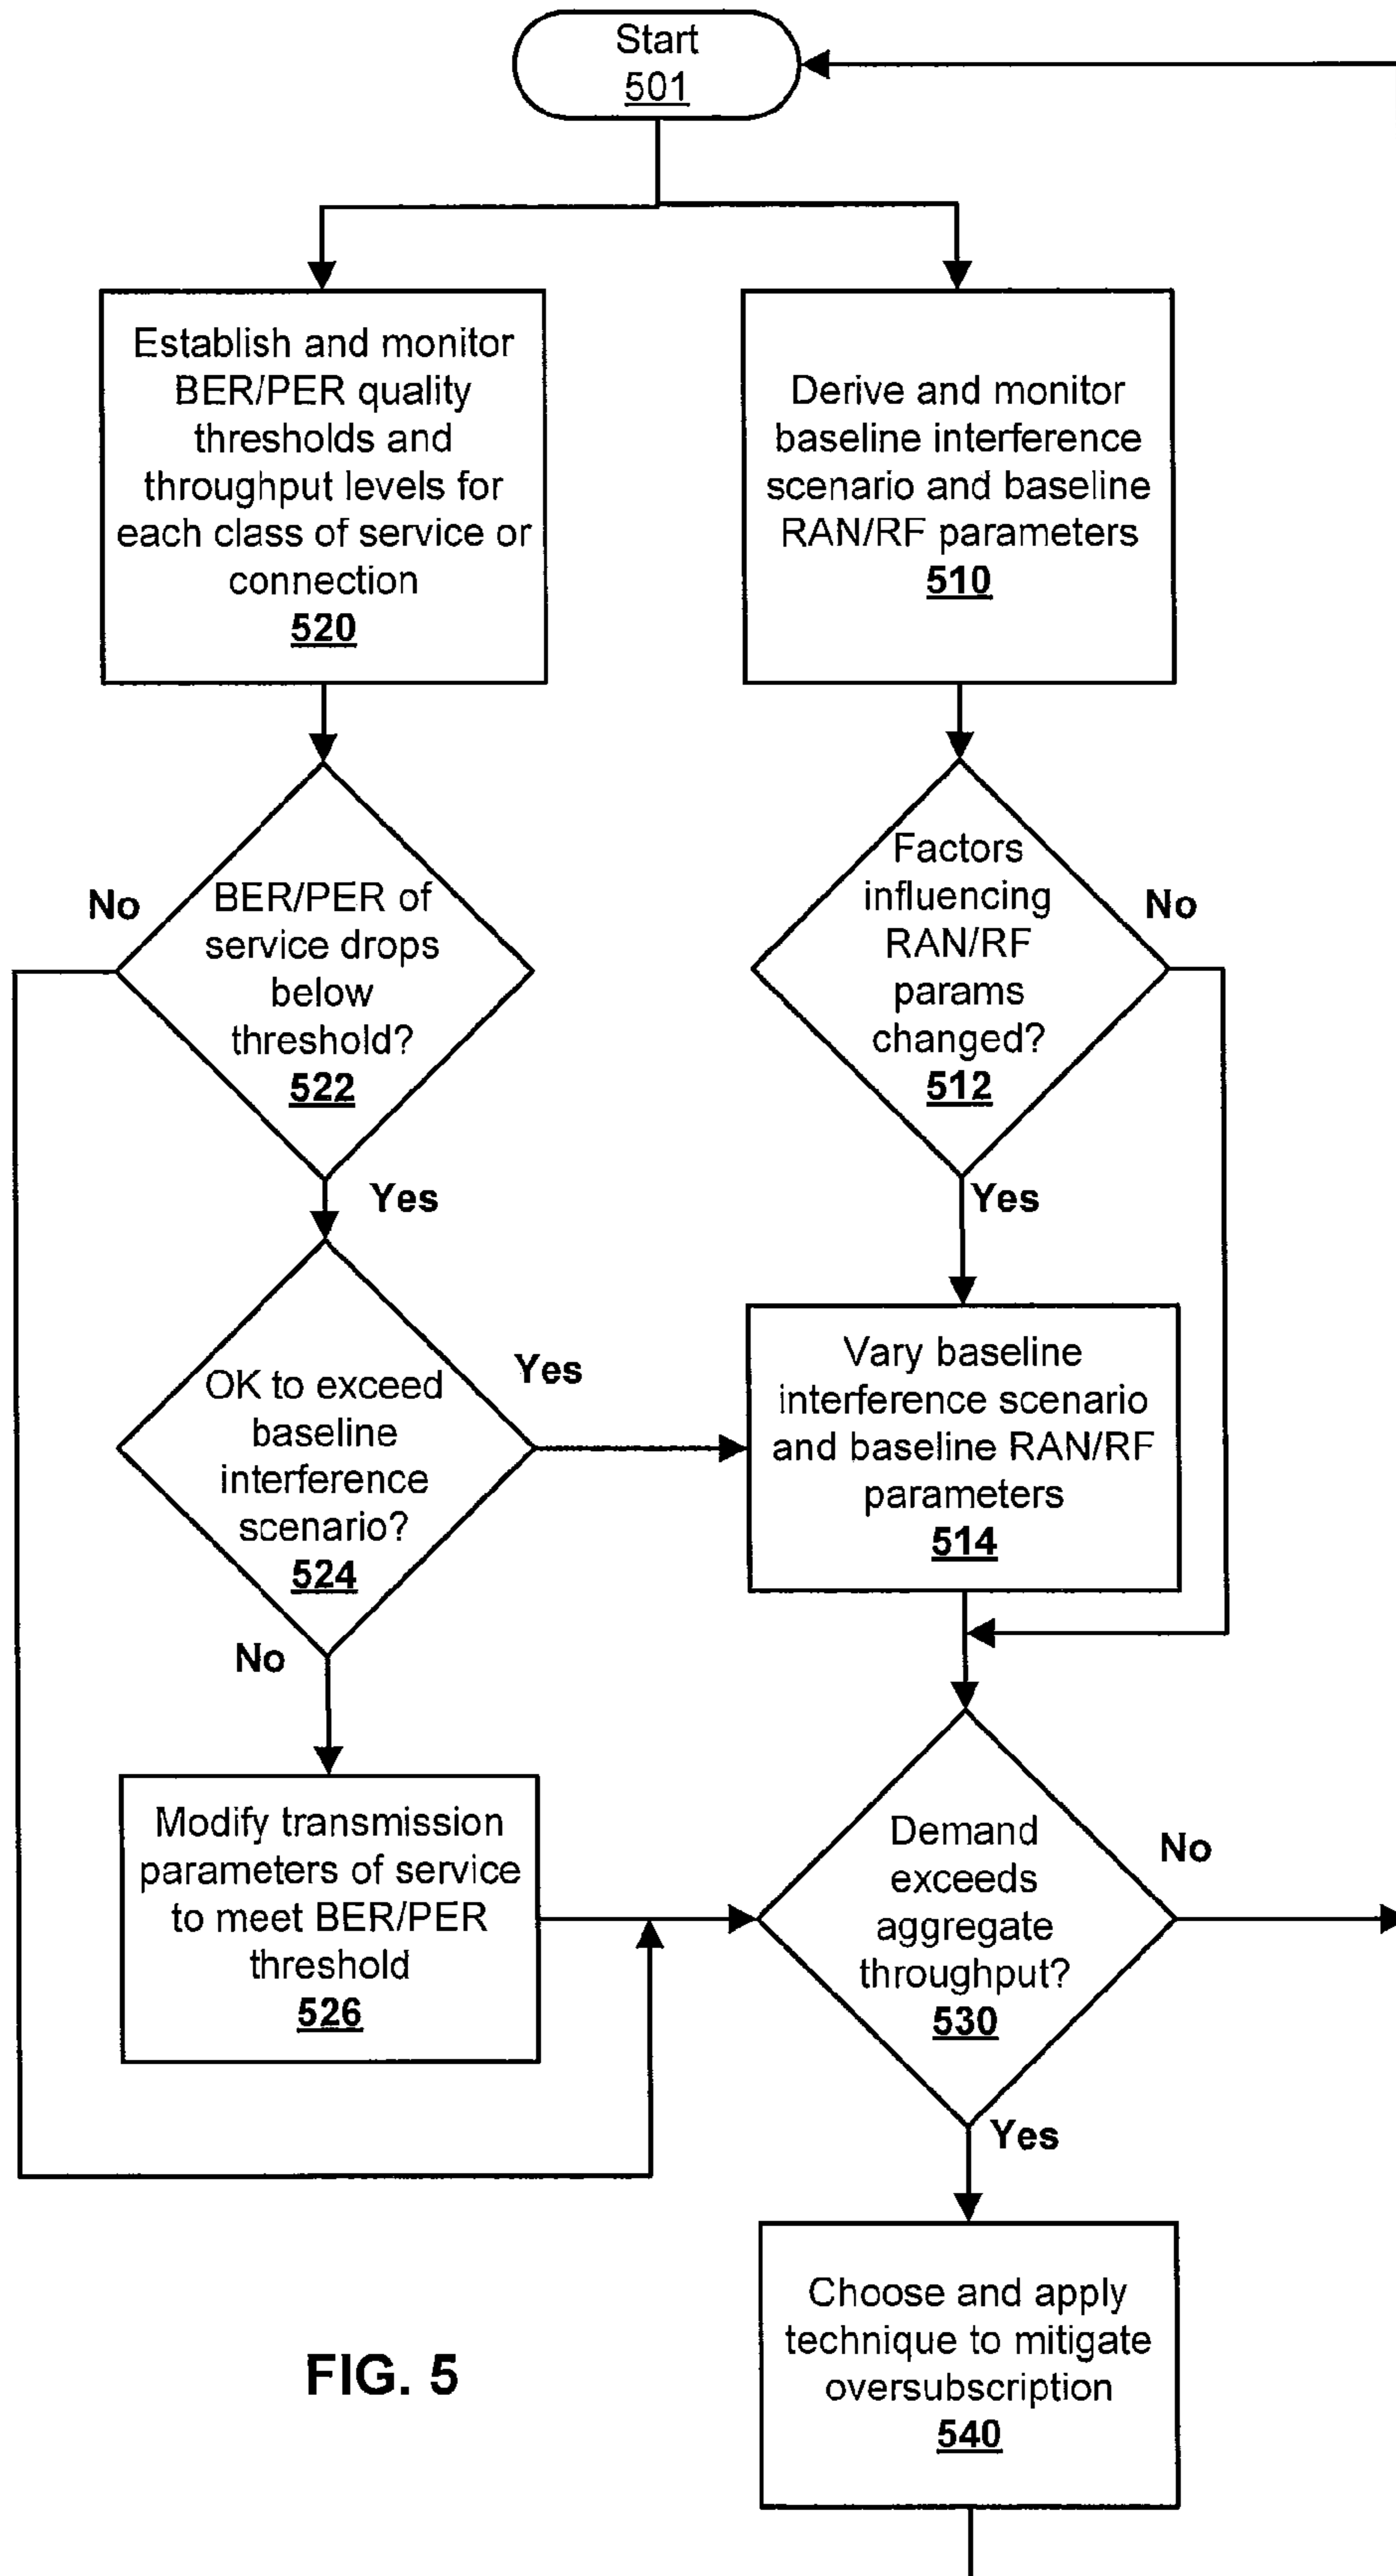 Start
501
Establish and monitor
BER/PER quality
thresholds and
throughput levels for
each class of service or
connection
520
Derive and monitor
baseline interference
scenario and baseline
RAN/RF parameters
510
No
BER/PER of
service drops
below
threshold?
522
Yes
Factors
influencing
RAN/RF
params
changed?
512
No
Yes
OK to exceed
baseline
interference
scenario?
524
Yes
No
Vary baseline
interference scenario
and baseline RAN/RF
parameters
514
Modify transmission
parameters of service
to meet BER/PER
threshold
526
Demand
exceeds
aggregate
throughput?
530
No
Yes
Choose and apply
technique to mitigate
oversubscription
540
FIG. 5